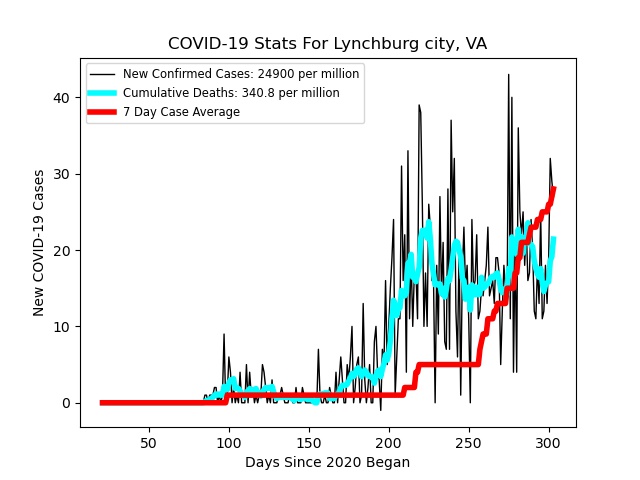 COVID-19 Stats For Lynchburg city, VA
New Confirmed Cases: 24900 per million
Cumulative Deaths: 340.8 per million
7 Day Case Average
New COVID-19 Cases
40
30
20
10
0
50 100 150 200 250 300
Days Since 2020 Began